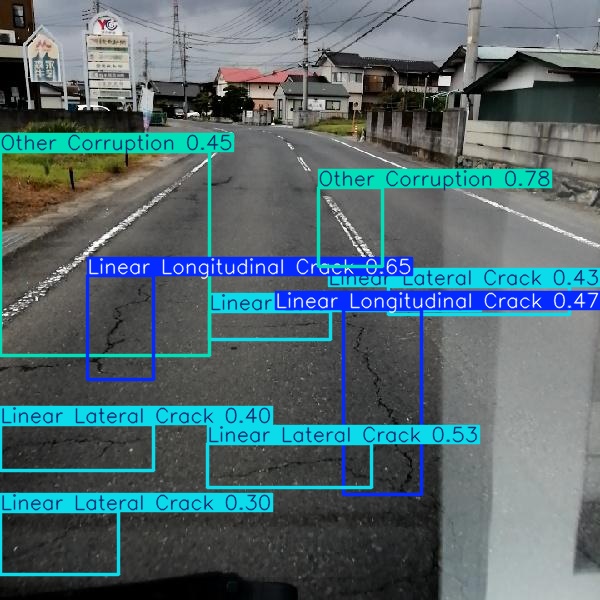 YC
Other Corruption 0.45
Other Corruption 0.78
Linear Longitudinal Crack 0.65
Linear Lateral Crack 0.43
Linear
Linear Longitudinal Crack 0.47
Linear Lateral Crack 0.40
Linear Lateral Crack 0.53
Linear Lateral Crack 0.30